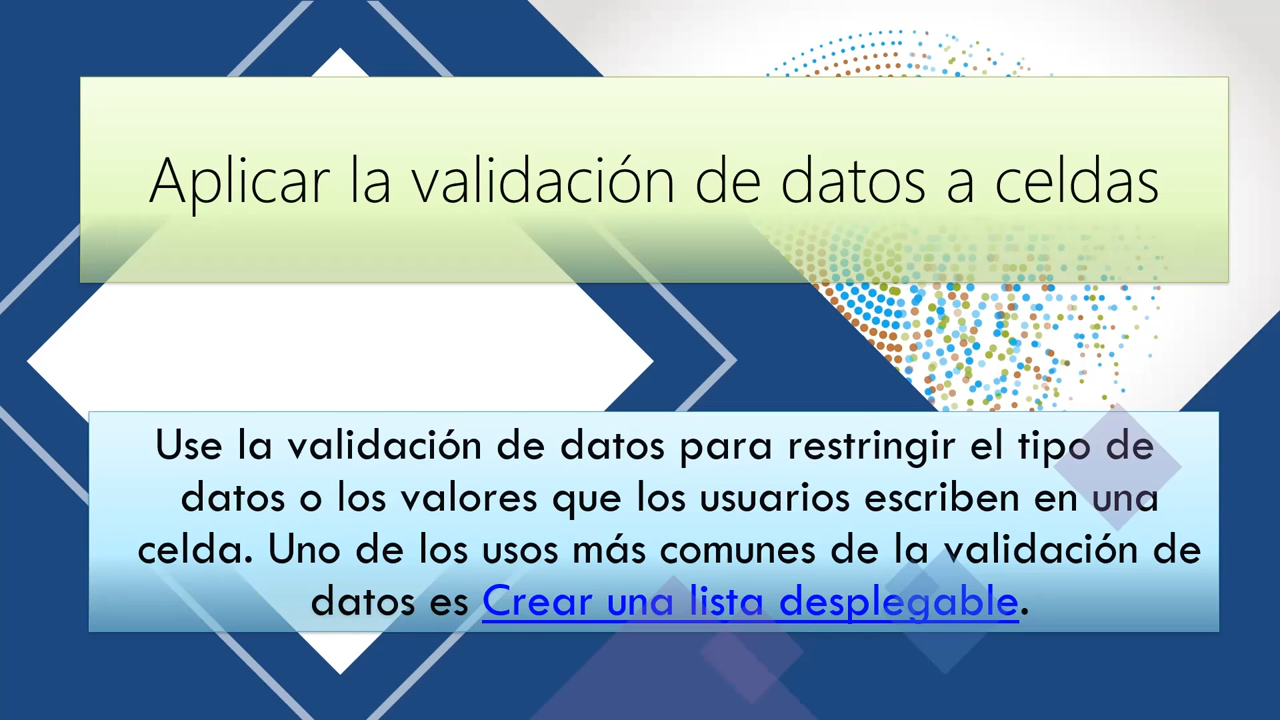 Aplicar la validación de datos a celdas
Use la validación de datos para restringir el tipo de
datos o los valores que los usuarios escriben en una
celda. Uno de los usos más comunes de la validación de
datos es Crear una lista desplegable.